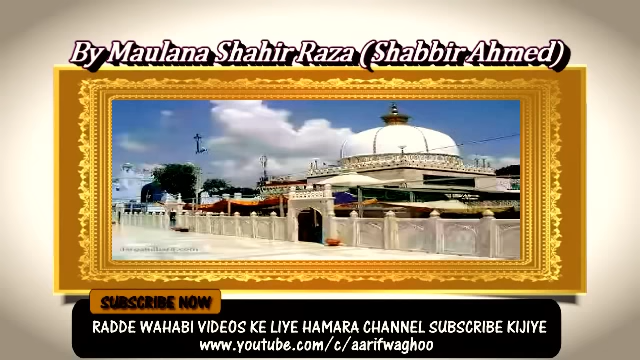 By Maulana Shahir Raza (Shabbir Ahmed)
SUBSCRIBE NOW
RADDE WAHABI VIDEOS KE LIYE HAMARA CHANNEL SUBSCRIBE KIJIYE
www.youtube.com/c/aarifwaghoo